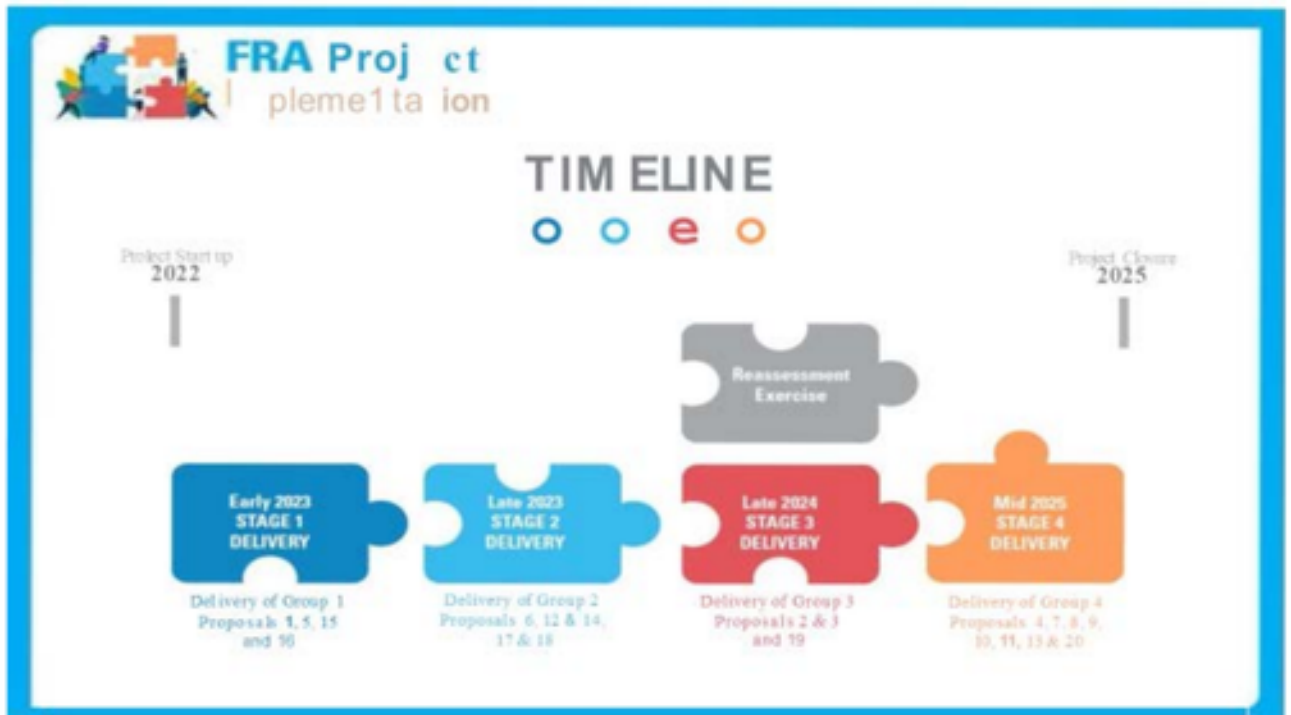 FRA Proj ct
pleme1ta ion
TIM ELINE
o o e o
Project Start up
2022
Project Closure
2025
Reassessment
Exercise
Early 2023
STAGE 1
DELIVERY
Late 2023
STAGE 2
DELIVERY
Late 2024
STAGE 3
DELIVERY
Mid 2025
STAGE 4
DELIVERY
Delivery of Group 1
Proposals 1, 5, 15
and 16
Delivery of Group 2
Proposals 6, 12 & 14,
17 & 18
Delivery of Group 3
Proposals 2 & 3
and 19
Delivery of Group 4
Proposals 4, 7, 8, 9,
10, 11, 13 & 20